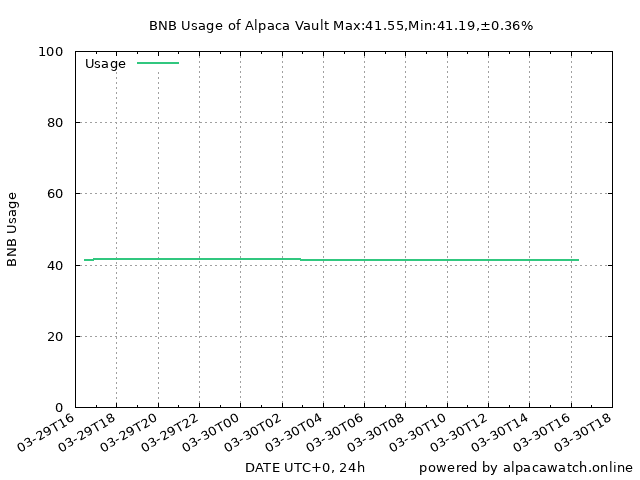 BNB Usage of Alpaca Vault Max:41.55,Min:41.19,±0.36%
Usage
BNB Usage
100
80
60
40
20
0
03-29T16
03-29T18
03-29T20
03-29T22
03-30T00
03-30T02
03-30T04
03-30T06
03-30T08
03-30T10
03-30T12
03-30T14
03-30T16
03-30T18
DATE UTC+0, 24h
powered by alpacawatch.online